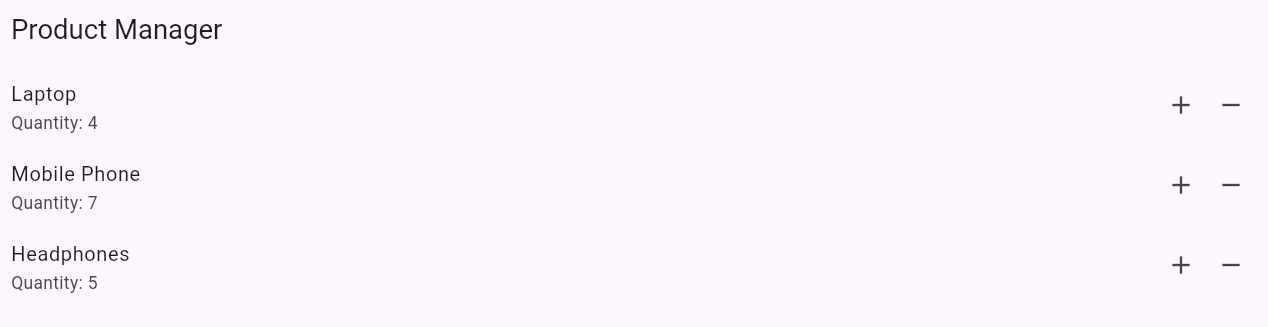 Product Manager
Laptop
Quantity: 4
Mobile Phone
Quantity: 7
Headphones
Quantity: 5